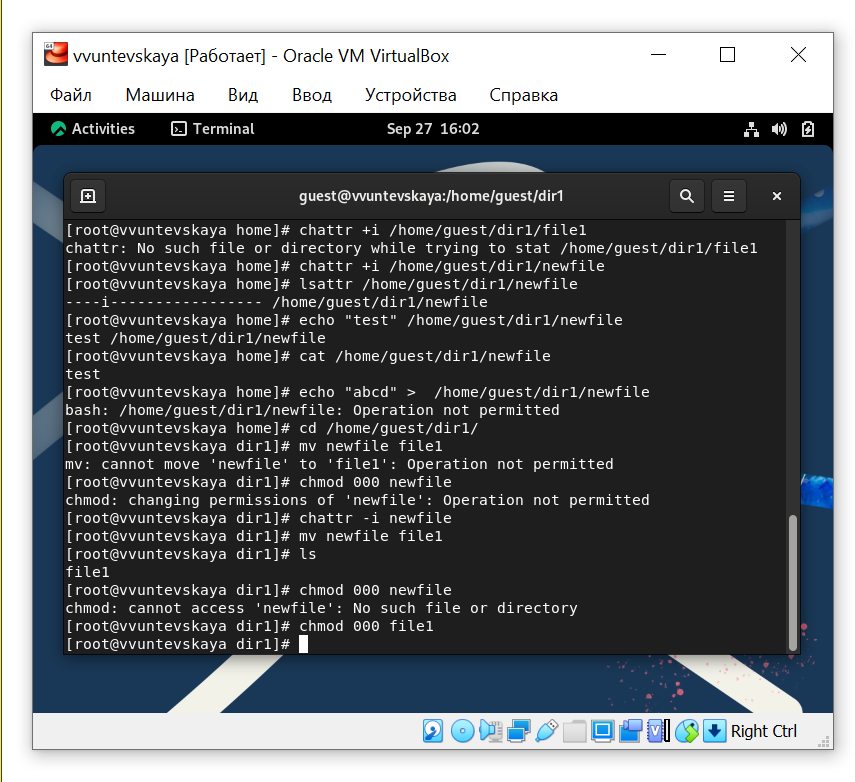 64
vvuntevskaya [Работает] - Oracle VM VirtualBox
Файл Машина Вид Ввод Устройства Справка
Activities Terminal Sep 27 16:02
guest@vvuntevskaya:/home/guest/dir1
[root@vvuntevskaya home]# chattr +i /home/guest/dir1/file1
chattr: No such file or directory while trying to stat /home/guest/dir1/file1
[root@vvuntevskaya home]# chattr +i /home/guest/dir1/newfile
[root@vvuntevskaya home]# lsattr /home/guest/dir1/newfile
----i----------------- /home/guest/dir1/newfile
[root@vvuntevskaya home]# echo "test" /home/guest/dir1/newfile
test /home/guest/dir1/newfile
[root@vvuntevskaya home]# cat /home/guest/dir1/newfile
test
[root@vvuntevskaya home]# echo "abcd" >  /home/guest/dir1/newfile
bash: /home/guest/dir1/newfile: Operation not permitted
[root@vvuntevskaya home]# cd /home/guest/dir1/
[root@vvuntevskaya dir1]# mv newfile file1
mv: cannot move 'newfile' to 'file1': Operation not permitted
[root@vvuntevskaya dir1]# chmod 000 newfile
chmod: changing permissions of 'newfile': Operation not permitted
[root@vvuntevskaya dir1]# chattr -i newfile
[root@vvuntevskaya dir1]# mv newfile file1
[root@vvuntevskaya dir1]# ls
file1
[root@vvuntevskaya dir1]# chmod 000 newfile
chmod: cannot access 'newfile': No such file or directory
[root@vvuntevskaya dir1]# chmod 000 file1
[root@vvuntevskaya dir1]#
V Right Ctrl